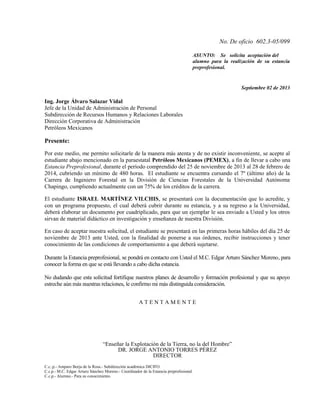 No. De oficio  602.3-05/099
ASUNTO:   Se  solicita  aceptación del
alumno  para  la  realización  de  su  estancia
preprofesional.
Septiembre 02 de 2013
Ing. Jorge Álvaro Salazar Vidal
Jefe de la Unidad de Administración de Personal
Subdirección de Recursos Humanos y Relaciones Laborales
Dirección Corporativa de Administración
Petróleos Mexicanos
Presente:
Por este medio, me permito solicitarle de la manera más atenta y de no existir inconveniente, se acepte al
estudiante abajo mencionado en la paraestatal Petróleos Mexicanos (PEMEX), a fin de llevar a cabo una
Estancia Preprofesional, durante el período comprendido del 25 de noviembre de 2013 al 28 de febrero de
2014, cubriendo un mínimo de 480 horas.  El estudiante se encuentra cursando el 7º (último año) de la
Carrera de Ingeniero Forestal en la División de Ciencias Forestales de la Universidad Autónoma
Chapingo, cumpliendo actualmente con un 75% de los créditos de la carrera.
El estudiante ISRAEL MARTÍNEZ VILCHIS, se presentará con la documentación que lo acredite, y
con un programa propuesto, el cual deberá cubrir durante su estancia, y a su regreso a la Universidad,
deberá elaborar un documento por cuadruplicado, para que un ejemplar le sea enviado a Usted y los otros
sirvan de material didáctico en investigación y enseñanza de nuestra División.
En caso de aceptar nuestra solicitud, el estudiante se presentará en las primeras horas hábiles del día 25 de
noviembre de 2013 ante Usted, con la finalidad de ponerse a sus órdenes, recibir instrucciones y tener
conocimiento de las condiciones de comportamiento a que deberá sujetarse.
Durante la Estancia preprofesional, se pondrá en contacto con Usted el M.C. Edgar Arturo Sánchez Moreno, para
conocer la forma en que se está llevando a cabo dicha estancia.
No dudando que esta solicitud fortifique nuestros planes de desarrollo y formación profesional y que su apoyo
estreche aún más nuestras relaciones, le confirmo mi más distinguida consideración.
A T E N T A M E N T E
“Enseñar la Explotación de la Tierra, no la del Hombre”
DR. JORGE ANTONIO TORRES PÉREZ
DIRECTOR
C.c. p.- Amparo Borja de la Rosa.- Subdirección académica DICIFO
C.c.p.- M.C. Edgar Arturo Sánchez Moreno.- Coordinador de la Estancia preprofesional
C.c.p.- Alumno.- Para su conocimiento.